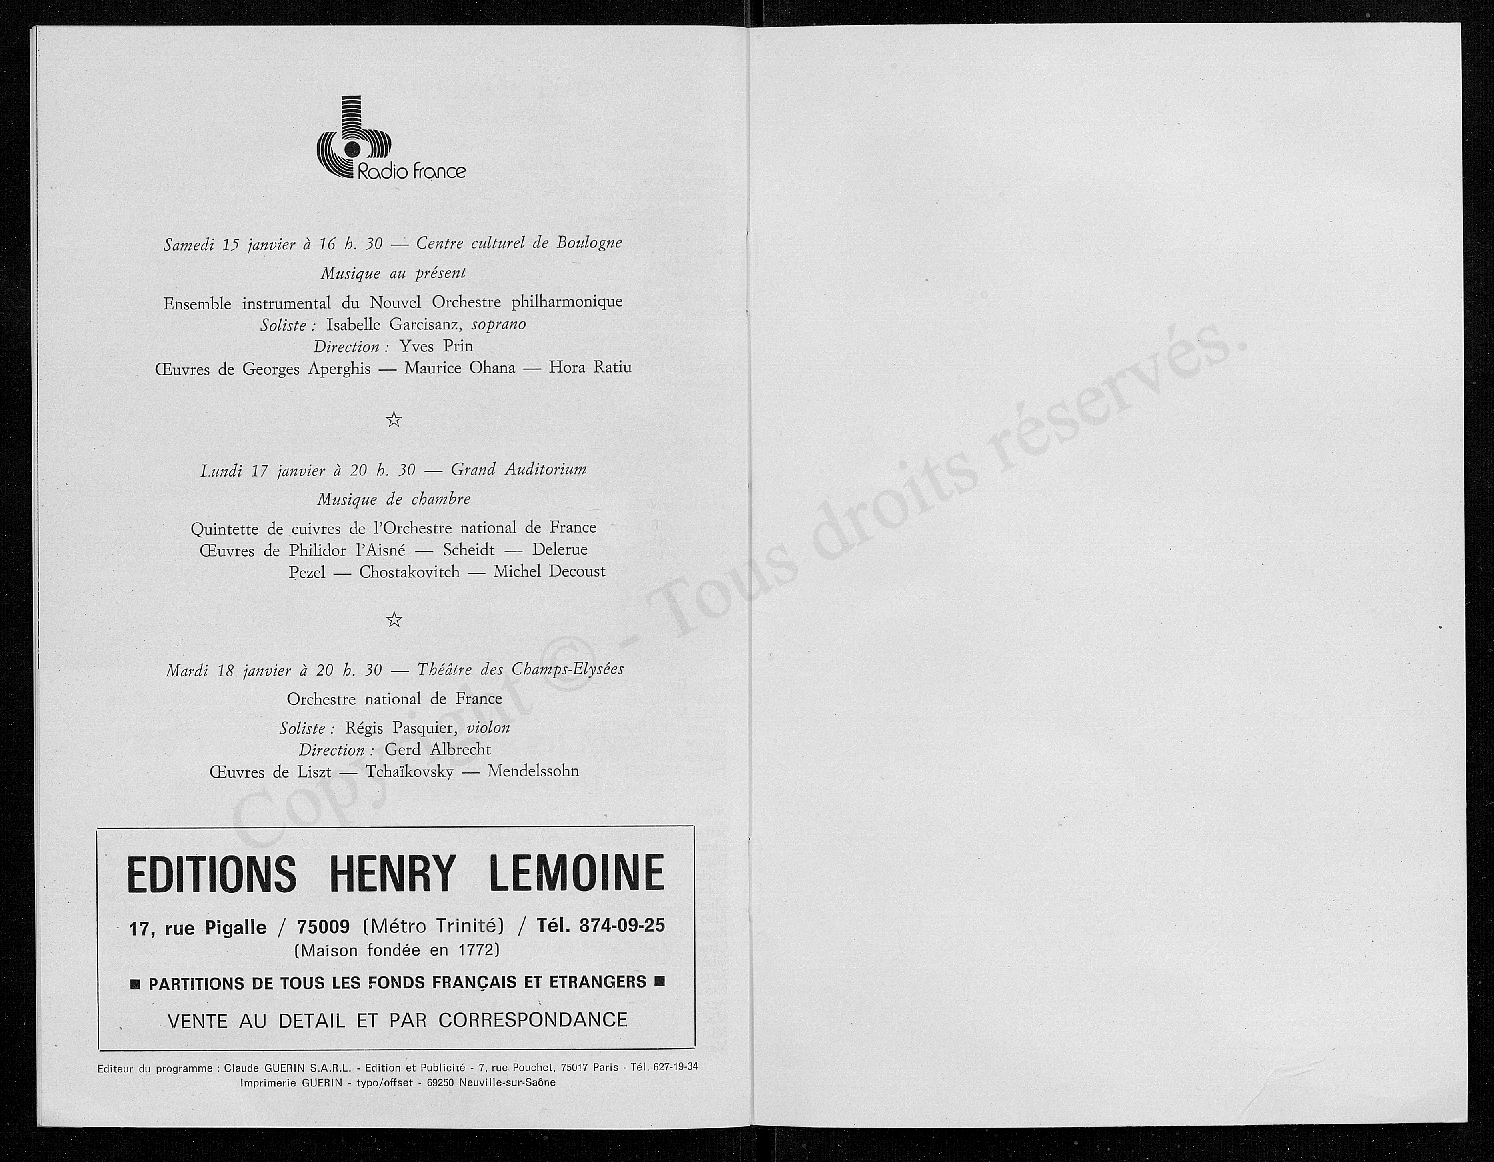 Radio France
Samedi 15 janvier à 16 h. 30 — Centre culturel de Boulogne
Musique au présent
Ensemble instrumental du Nouvel Orchestre philharmonique
Soliste : Isabelle Garcisanz, soprano
Direction : Yves Prin
Œuvres de Georges Aperghis — Maurice Ohana — Hora Ratiu
☆
Lundi 17 janvier à 20 h. 30 — Grand Auditorium
Musique de chambre
Quintette de cuivres de l'Orchestre national de France
Œuvres de Philidor l'Aisné — Scheidt — Delerue
Pezel — Chostakovitch — Michel Decoust
☆
Mardi 18 janvier à 20 h. 30 — Théâtre des Champs-Elysées
Orchestre national de France
Soliste : Régis Pasquier, violon
Direction : Gerd Albrecht
Œuvres de Liszt — Tchaïkovsky — Mendelssohn
EDITIONS HENRY LEMOINE
17, rue Pigalle / 75009 (Métro Trinité) / Tél. 874-09-25
(Maison fondée en 1772)
■ PARTITIONS DE TOUS LES FONDS FRANÇAIS ET ETRANGERS ■
VENTE AU DETAIL ET PAR CORRESPONDANCE
Editeur du programme : Claude GUERIN S.A.R.L. - Edition et Publicité - 7, rue Pouchet, 75017 Paris - Tél. 627-19-34
Imprimerie GUERIN - typo/offset - 69250 Neuville-sur-Saône
Copyright © - Tous droits réservés.